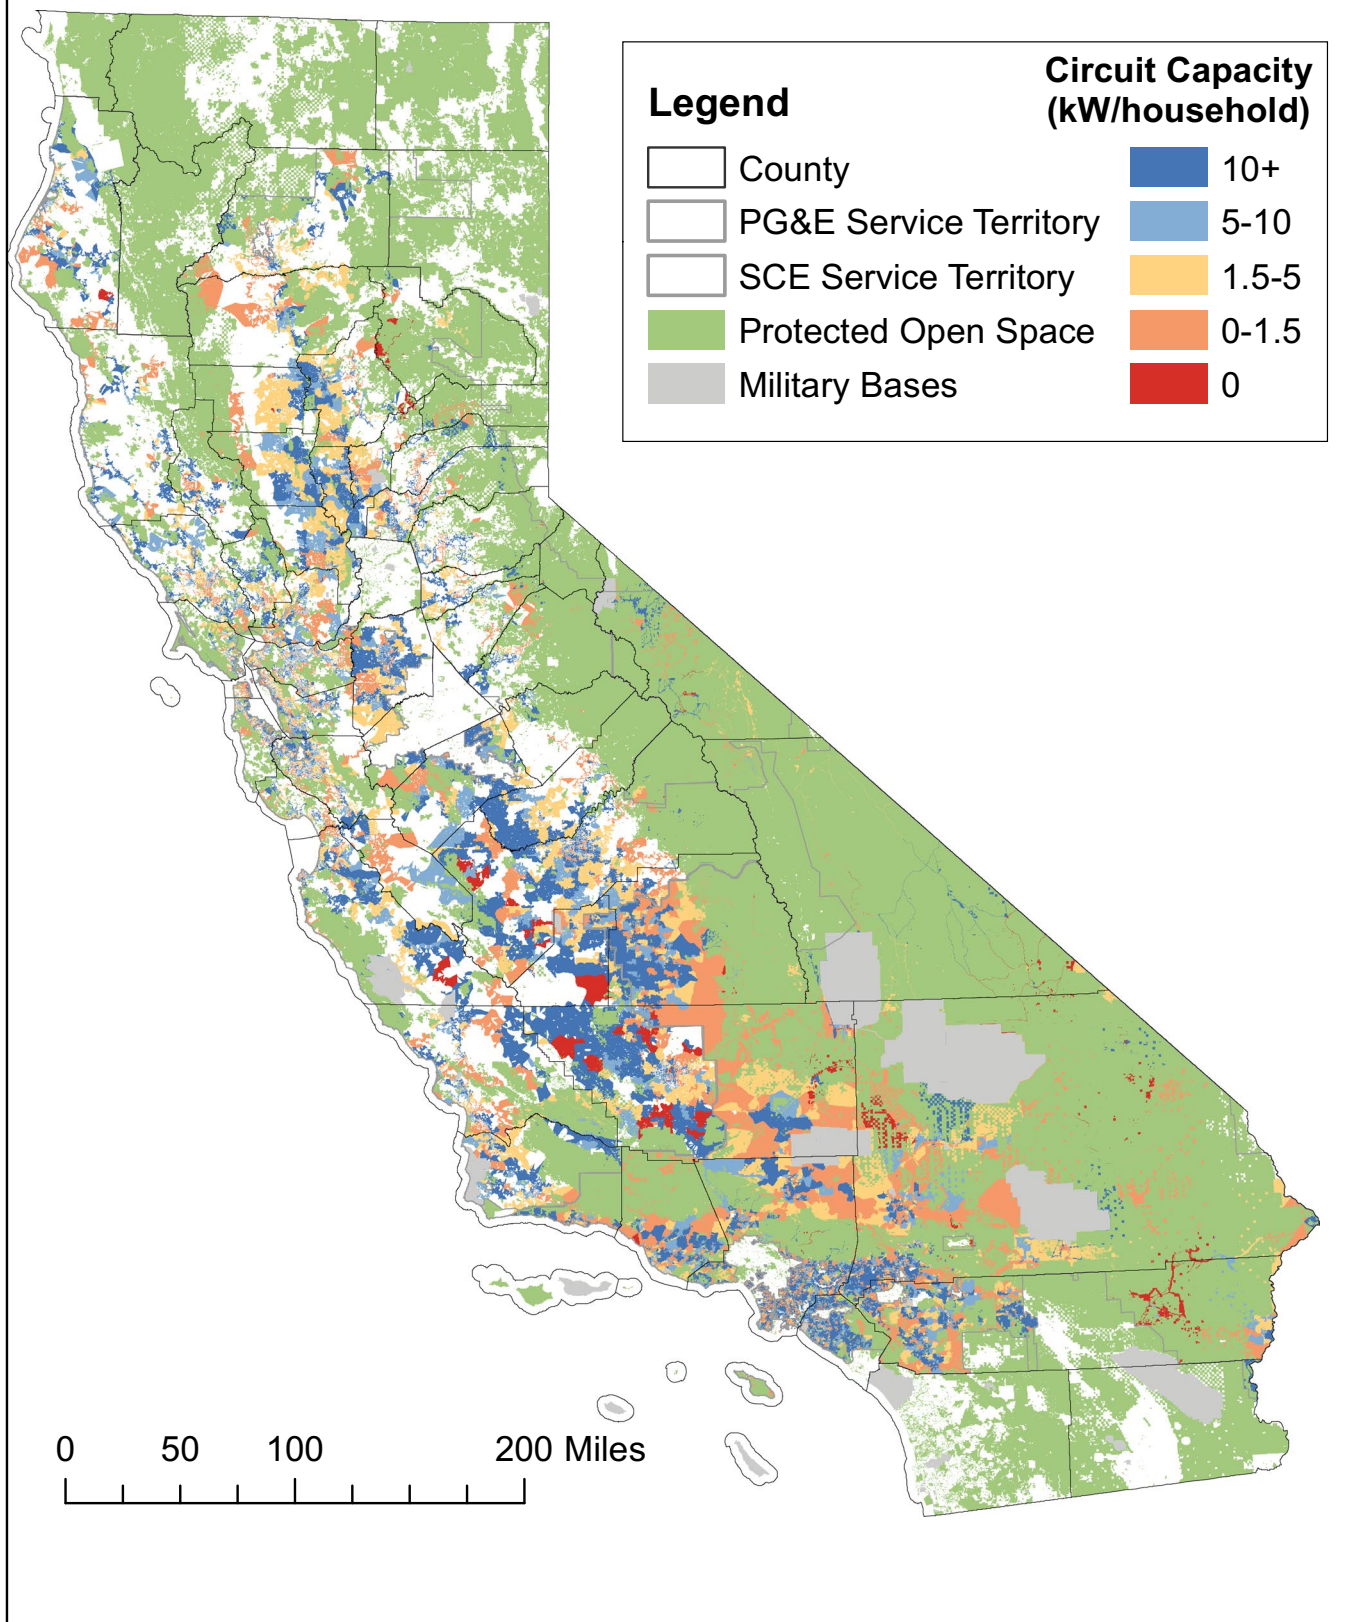 Legend
Circuit Capacity
(kW/household)
County
PG&E Service Territory
SCE Service Territory
Protected Open Space
Military Bases
10+
5-10
1.5-5
0-1.5
0
0 50 100 200 Miles